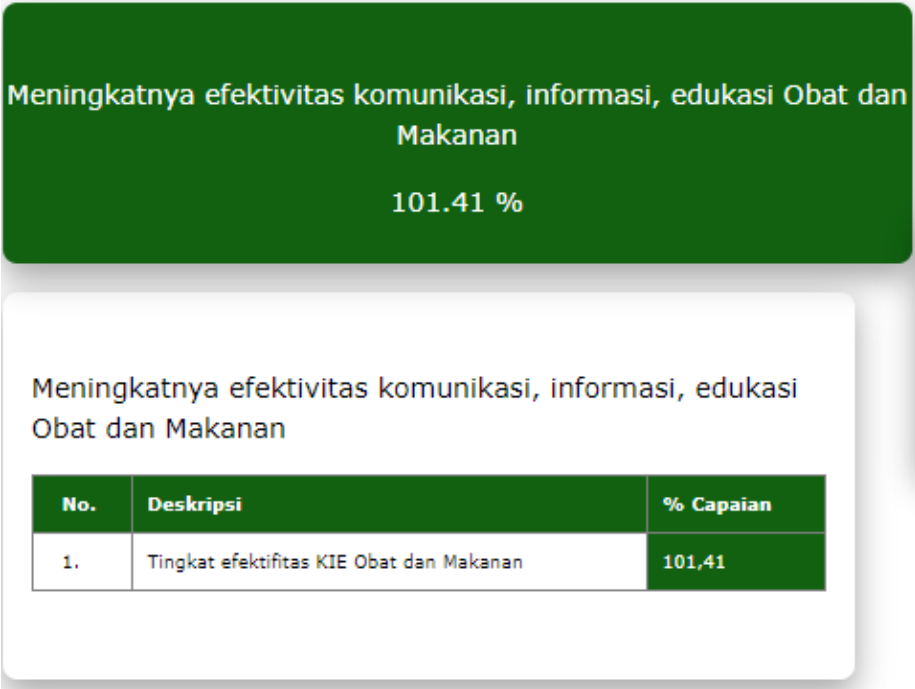 Meningkatnya efektivitas komunikasi, informasi, edukasi Obat dan
Makanan
101.41 %
Meningkatnya efektivitas komunikasi, informasi, edukasi
Obat dan Makanan
No. Deskripsi % Capaian
1. Tingkat efektifitas KIE Obat dan Makanan 101,41